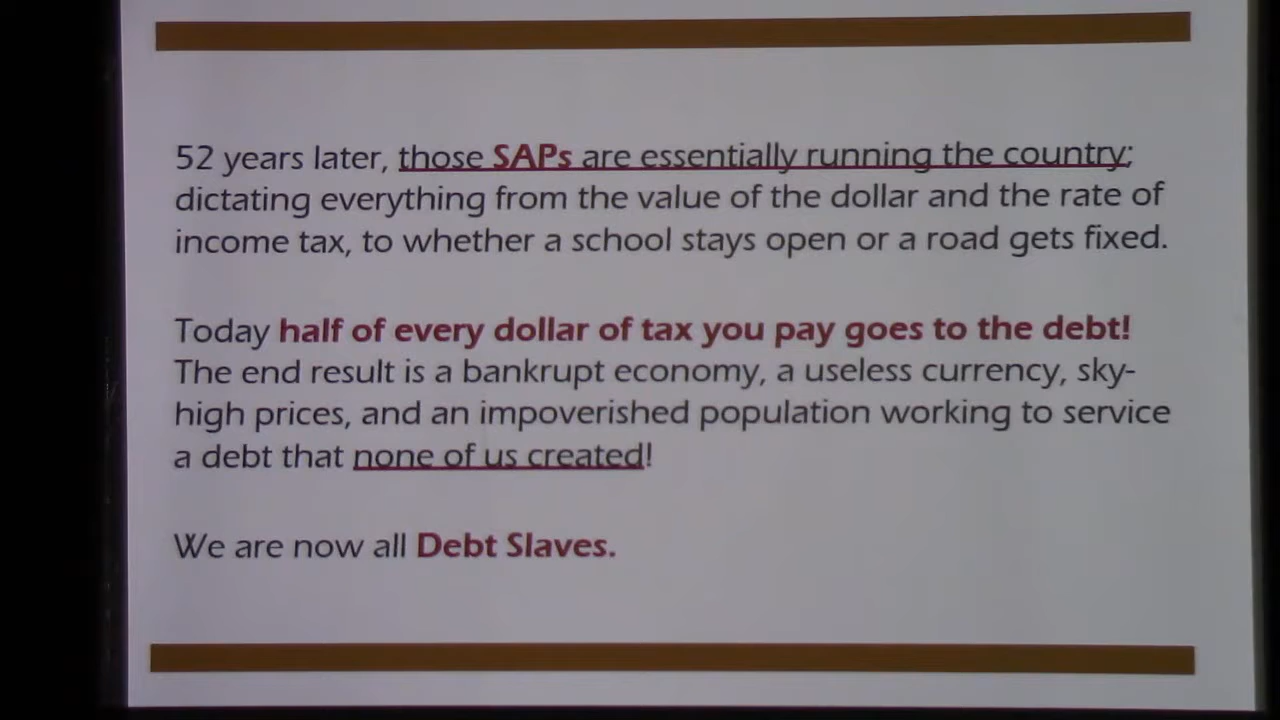 52 years later, those SAPs are essentially running the country;
dictating everything from the value of the dollar and the rate of
income tax, to whether a school stays open or a road gets fixed.
Today half of every dollar of tax you pay goes to the debt!
The end result is a bankrupt economy, a useless currency, sky-
high prices, and an impoverished population working to service
a debt that none of us created!
We are now all Debt Slaves.